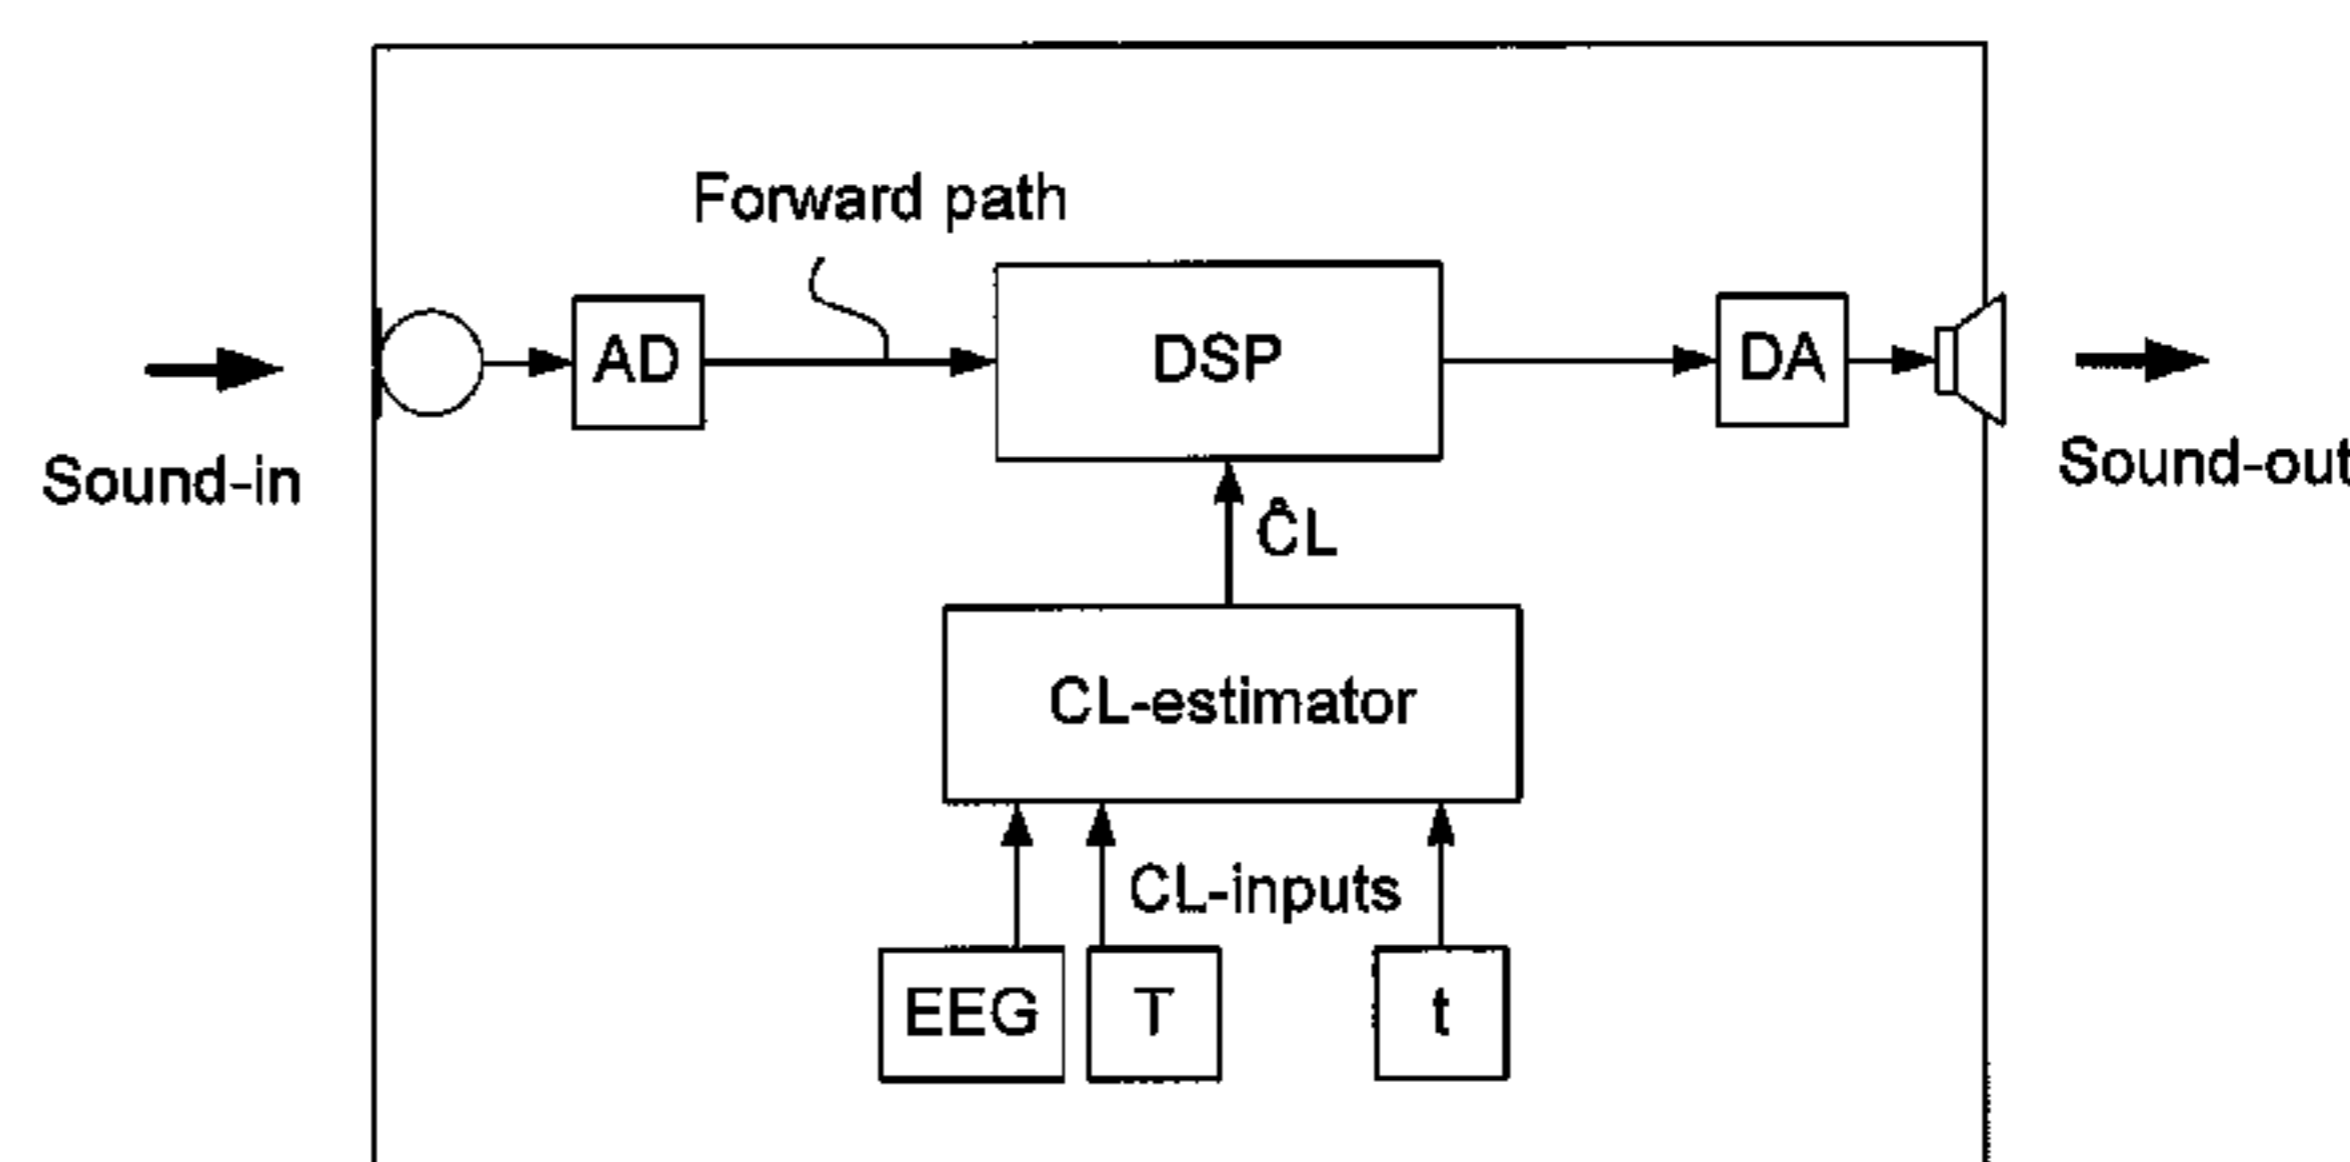 Forward path
AD
DSP
DA
Sound-in
Sound-out
ĈL
CL-estimator
CL-inputs
EEG
T
t